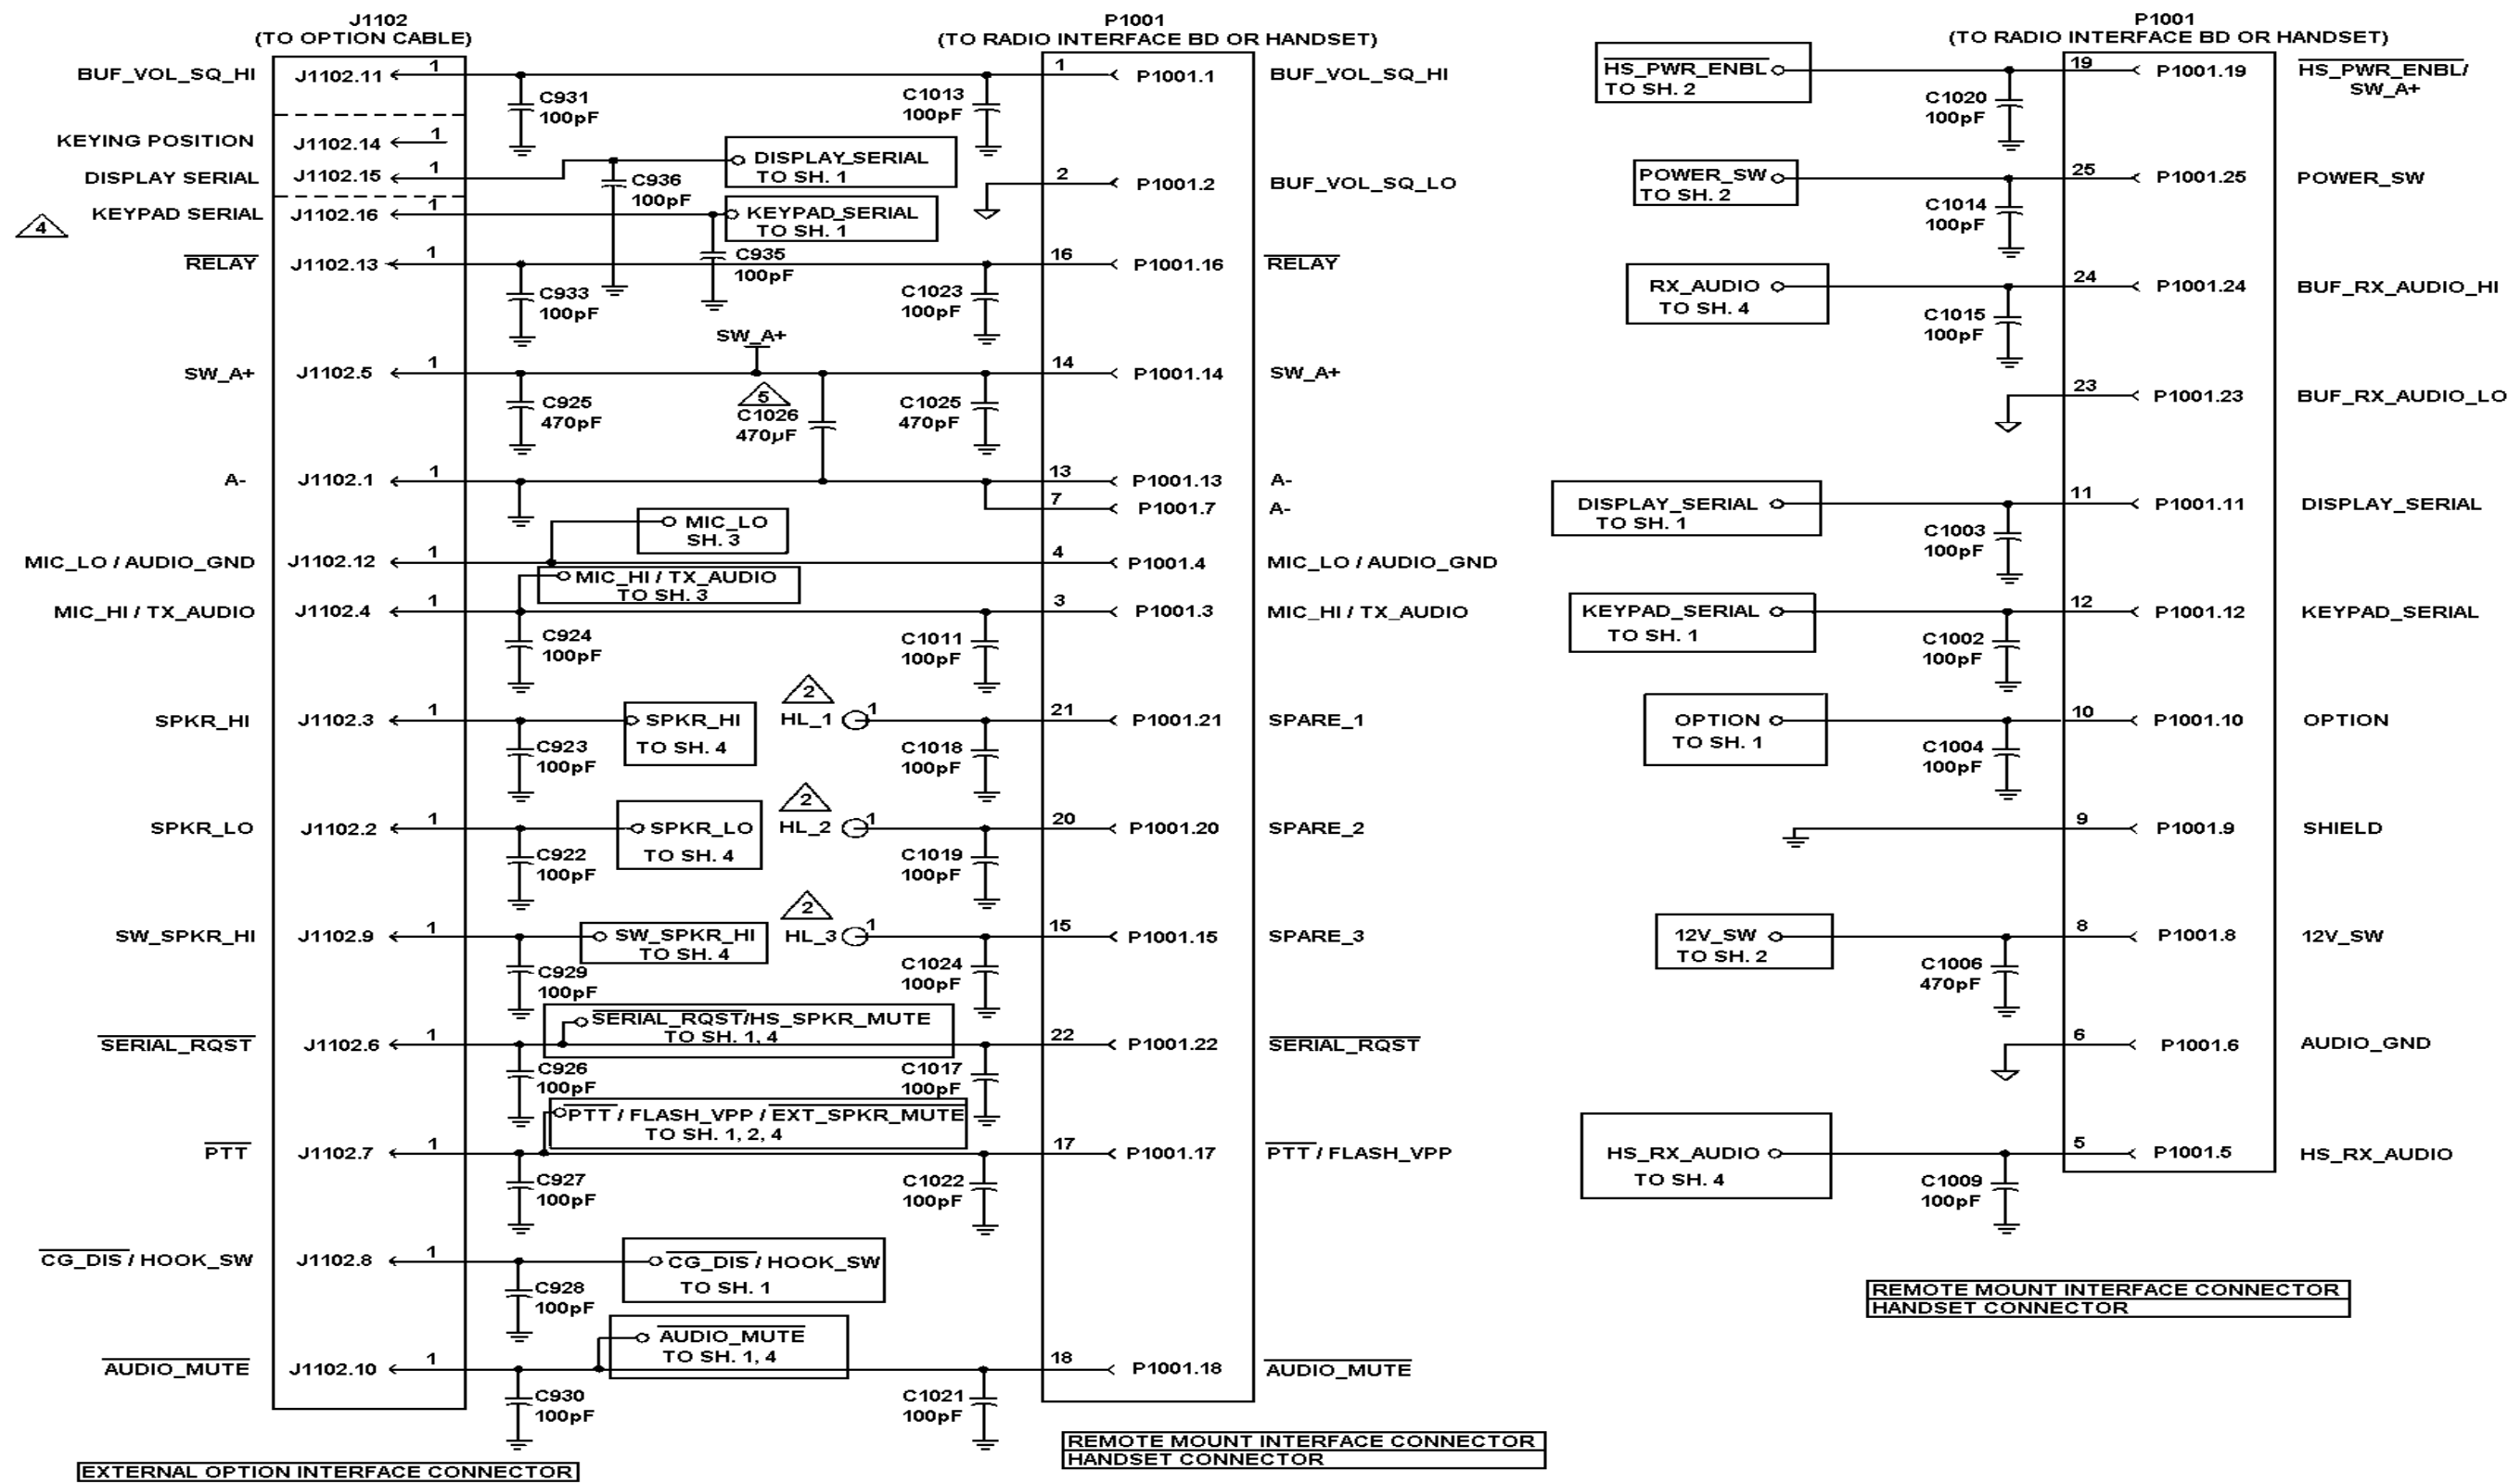 J1102
(TO OPTION CABLE)
BUF_VOL_SQ_HI J1102.11 1
C931
100pF
KEYING POSITION J1102.14 1
DISPLAY SERIAL J1102.15 1
DISPLAY_SERIAL
TO SH. 1
C936
100pF
4
KEYPAD SERIAL J1102.16 1
KEYPAD_SERIAL
TO SH. 1
C935
100pF
RELAY J1102.13 1
C933
100pF
SW_A+
SW_A+ J1102.5 1
C925
470pF
5
C1026
470µF
A- J1102.1 1
MIC_LO
SH. 3
MIC_LO / AUDIO_GND J1102.12 1
MIC_HI / TX_AUDIO
TO SH. 3
MIC_HI / TX_AUDIO J1102.4 1
C924
100pF
SPKR_HI J1102.3 1
SPKR_HI
TO SH. 4
C923
100pF
SPKR_LO J1102.2 1
SPKR_LO
TO SH. 4
C922
100pF
SW_SPKR_HI J1102.9 1
SW_SPKR_HI
TO SH. 4
C929
100pF
SERIAL_RQST/HS_SPKR_MUTE
TO SH. 1, 4
SERIAL_RQST J1102.6 1
C926
100pF
PTT / FLASH_VPP / EXT_SPKR_MUTE
TO SH. 1, 2, 4
PTT J1102.7 1
C927
100pF
CG_DIS / HOOK_SW J1102.8 1
CG_DIS / HOOK_SW
TO SH. 1
C928
100pF
AUDIO_MUTE
TO SH. 1, 4
AUDIO_MUTE J1102.10 1
C930
100pF
EXTERNAL OPTION INTERFACE CONNECTOR
P1001
(TO RADIO INTERFACE BD OR HANDSET)
1 P1001.1 BUF_VOL_SQ_HI
C1013
100pF
2 P1001.2 BUF_VOL_SQ_LO
16 P1001.16 RELAY
C1023
100pF
14 P1001.14 SW_A+
C1025
470pF
13 P1001.13 A-
7 P1001.7 A-
4 P1001.4 MIC_LO / AUDIO_GND
3 P1001.3 MIC_HI / TX_AUDIO
C1011
100pF
2
HL_1 1 21 P1001.21 SPARE_1
C1018
100pF
2
HL_2 1 20 P1001.20 SPARE_2
C1019
100pF
2
HL_3 1 15 P1001.15 SPARE_3
C1024
100pF
22 P1001.22 SERIAL_RQST
C1017
100pF
17 P1001.17 PTT / FLASH_VPP
C1022
100pF
18 P1001.18 AUDIO_MUTE
C1021
100pF
REMOTE MOUNT INTERFACE CONNECTOR
HANDSET CONNECTOR
P1001
(TO RADIO INTERFACE BD OR HANDSET)
HS_PWR_ENBL
TO SH. 2
19 P1001.19 HS_PWR_ENBL/
SW_A+
C1020
100pF
POWER_SW
TO SH. 2
25 P1001.25 POWER_SW
C1014
100pF
RX_AUDIO
TO SH. 4
24 P1001.24 BUF_RX_AUDIO_HI
C1015
100pF
23 P1001.23 BUF_RX_AUDIO_LO
DISPLAY_SERIAL
TO SH. 1
11 P1001.11 DISPLAY_SERIAL
C1003
100pF
KEYPAD_SERIAL
TO SH. 1
12 P1001.12 KEYPAD_SERIAL
C1002
100pF
OPTION
TO SH. 1
10 P1001.10 OPTION
C1004
100pF
9 P1001.9 SHIELD
12V_SW
TO SH. 2
8 P1001.8 12V_SW
C1006
470pF
6 P1001.6 AUDIO_GND
HS_RX_AUDIO
TO SH. 4
5 P1001.5 HS_RX_AUDIO
C1009
100pF
REMOTE MOUNT INTERFACE CONNECTOR
HANDSET CONNECTOR